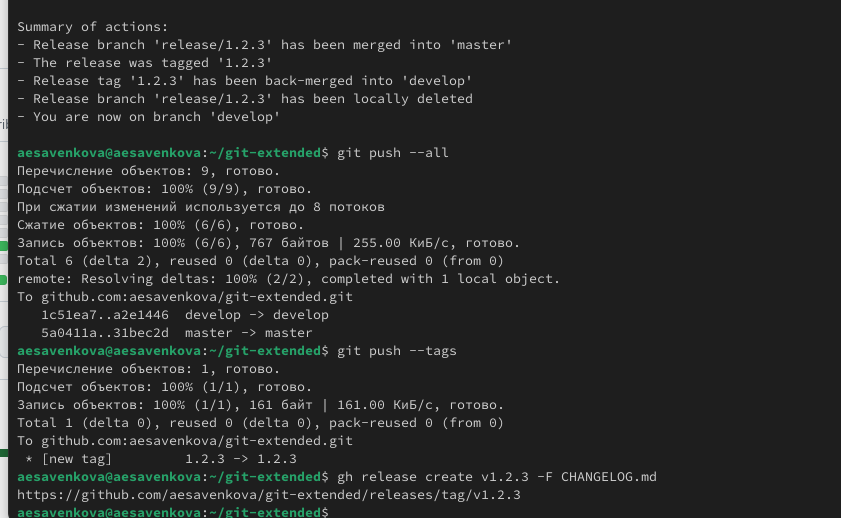 Summary of actions:
- Release branch 'release/1.2.3' has been merged into 'master'
- The release was tagged '1.2.3'
- Release tag '1.2.3' has been back-merged into 'develop'
- Release branch 'release/1.2.3' has been locally deleted
- You are now on branch 'develop'
aesavenkova@aesavenkova:~/git-extended$ git push --all
Перечисление объектов: 9, готово.
Подсчет объектов: 100% (9/9), готово.
При сжатии изменений используется до 8 потоков
Сжатие объектов: 100% (6/6), готово.
Запись объектов: 100% (6/6), 767 байтов | 255.00 КиБ/с, готово.
Total 6 (delta 2), reused 0 (delta 0), pack-reused 0 (from 0)
remote: Resolving deltas: 100% (2/2), completed with 1 local object.
To github.com:aesavenkova/git-extended.git
   1c51ea7..a2e1446  develop -> develop
   5a0411a..31bec2d  master -> master
aesavenkova@aesavenkova:~/git-extended$ git push --tags
Перечисление объектов: 1, готово.
Подсчет объектов: 100% (1/1), готово.
Запись объектов: 100% (1/1), 161 байт | 161.00 КиБ/с, готово.
Total 1 (delta 0), reused 0 (delta 0), pack-reused 0 (from 0)
To github.com:aesavenkova/git-extended.git
 * [new tag]         1.2.3 -> 1.2.3
aesavenkova@aesavenkova:~/git-extended$ gh release create v1.2.3 -F CHANGELOG.md
https://github.com/aesavenkova/git-extended/releases/tag/v1.2.3
aesavenkova@aesavenkova:~/git-extended$